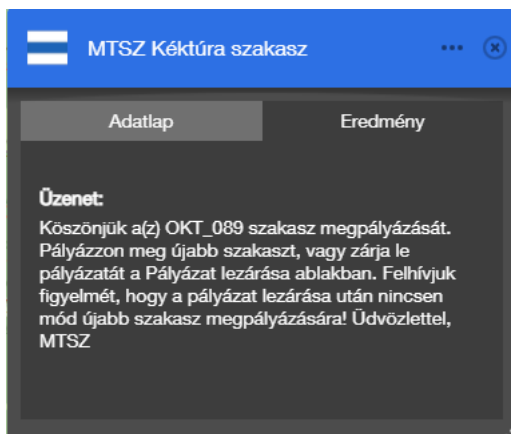 MTSZ Kéktúra szakasz
Adatlap
Eredmény
Üzenet:
Köszönjük a(z) OKT_089 szakasz megpályázását.
Pályázzon meg újabb szakaszt, vagy zárja le
pályázatát a Pályázat lezárása ablakban. Felhívjuk
figyelmét, hogy a pályázat lezárása után nincsen
mód újabb szakasz megpályázására! Üdvözlettel,
MTSZ